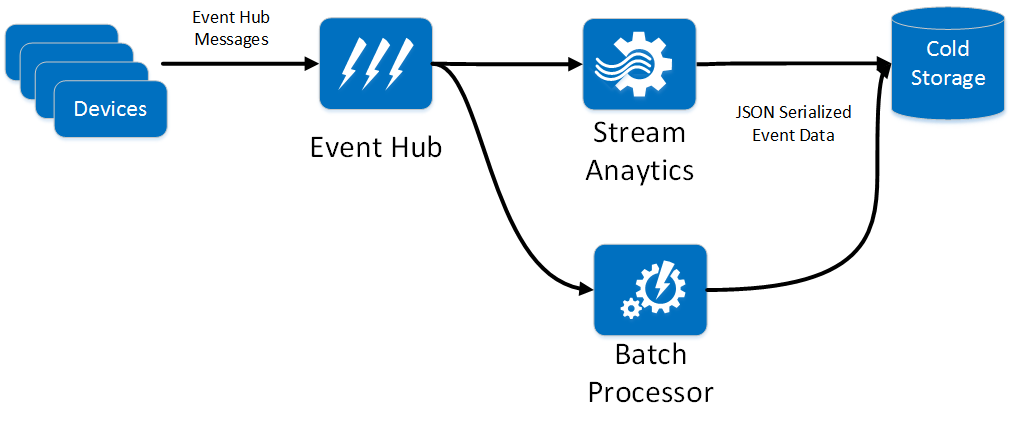 Event Hub
Messages
Devices
Event Hub
Stream
Anaytics
JSON Serialized
Event Data
Cold
Storage
Batch
Processor